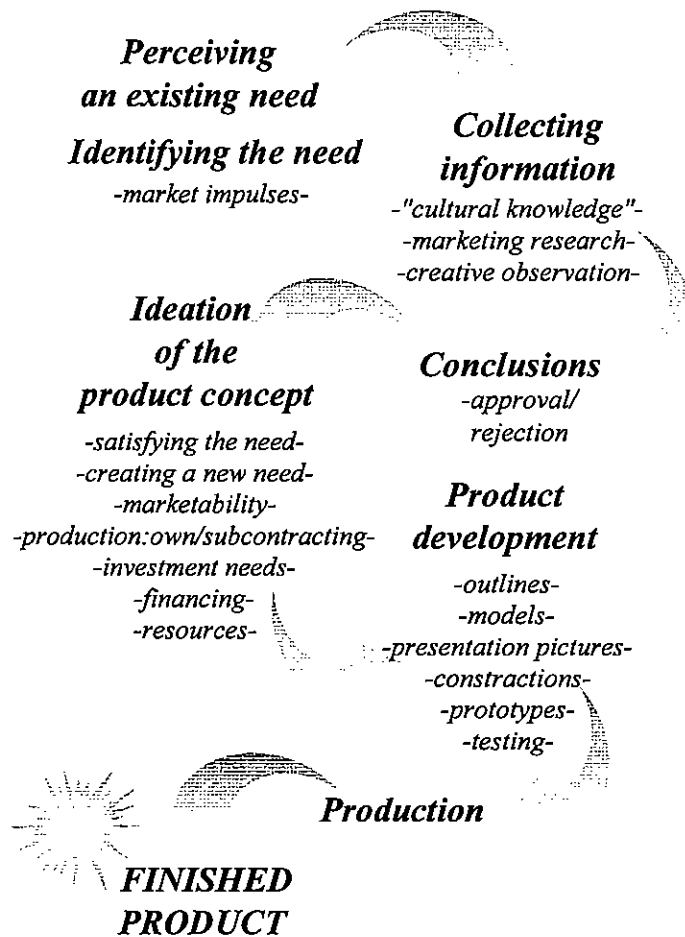 Perceiving
an existing need
Identifying the need
-market impulses-
Collecting
information
-"cultural knowledge"-
-marketing research-
-creative observation-
Conclusions
-approval/
rejection
Ideation
of the
product concept
-satisfying the need-
-creating a new need-
-marketability-
-production:own/subcontracting-
-investment needs-
-financing-
-resources-
Product
development
-outlines-
-models-
-presentation pictures-
-constractions-
-prototypes-
-testing-
Production
FINISHED
PRODUCT